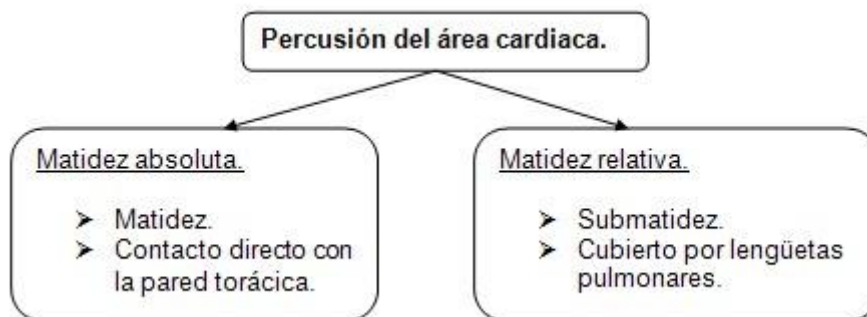 Percusión del área cardiaca.
Matidez absoluta.
➤ Matidez.
➤ Contacto directo con
la pared torácica.
Matidez relativa.
➤ Submatidez.
➤ Cubierto por lengüetas
pulmonares.